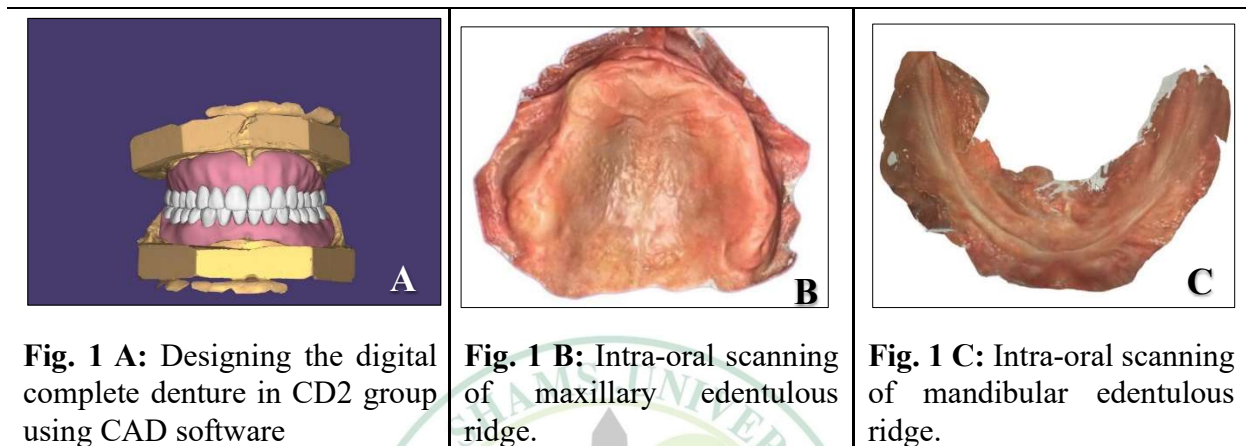 A
B
C
Fig. 1 A: Designing the digital
complete denture in CD2 group
using CAD software
Fig. 1 B: Intra-oral scanning
of maxillary edentulous
ridge.
Fig. 1 C: Intra-oral scanning
of mandibular edentulous
ridge.